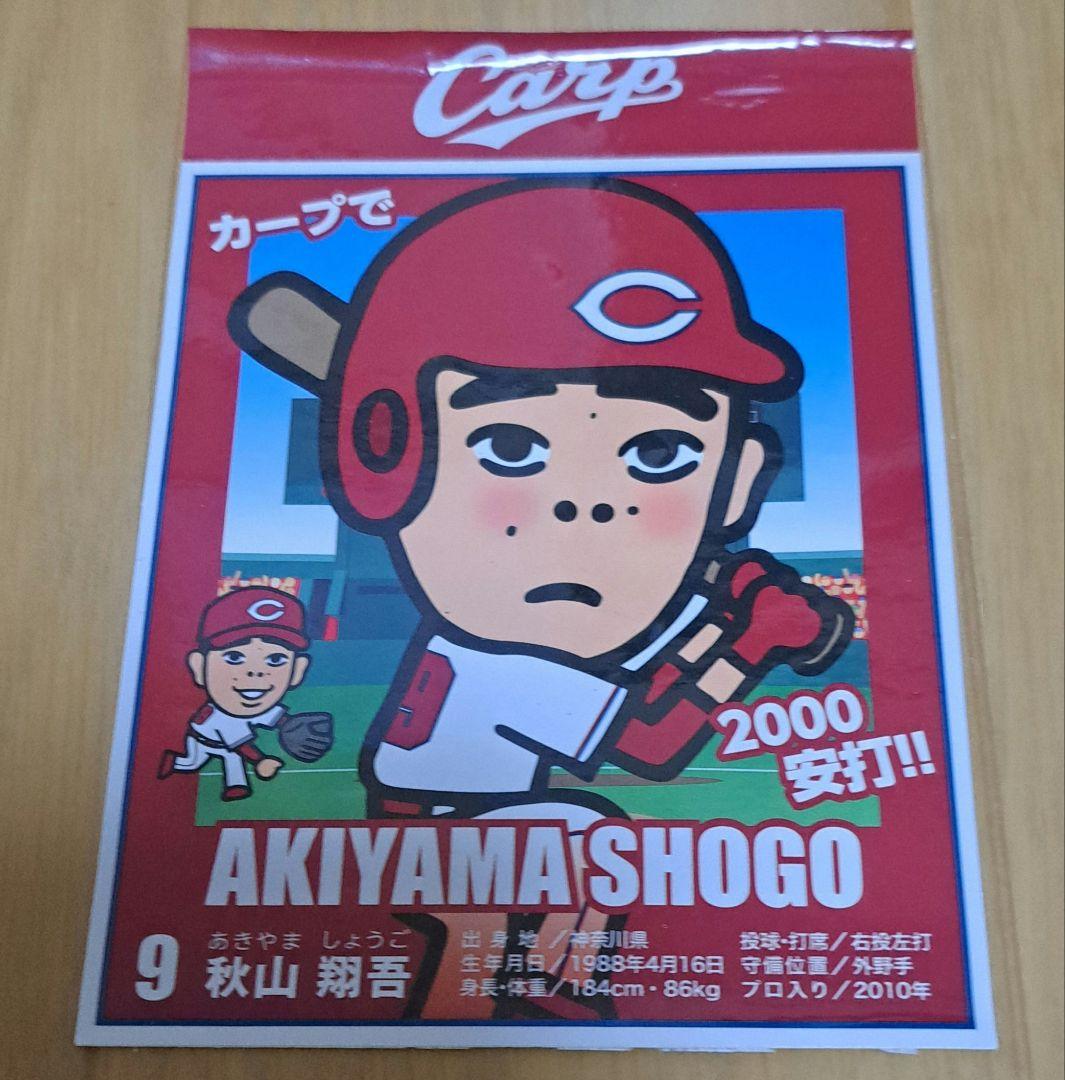 Carp
カープで
C
0
C
9
2000
安打!!
AKIYAMA SHOGO
9
あきやま しょうご
秋山 翔吾
出身地／神奈川県
生年月日／1988年4月16日
身長・体重／184cm・86kg
投球・打席／右投左打
守備位置／外野手
プロ入り／2010年